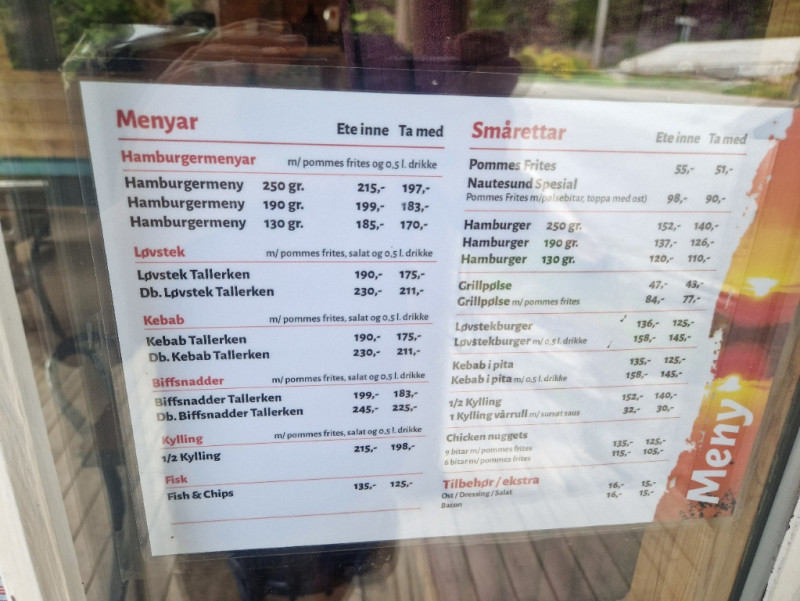 Menyar
Ete inne Ta med
Hamburgermenyar m/pommes frites og 0,5 l. drikke
Hamburgermeny 250 gr. 215,- 197,-
Hamburgermeny 190 gr. 199,- 183,-
Hamburgermeny 130 gr. 185,- 170,-
Løvstek m/pommes frites, salat og 0,5 l. drikke
Løvstek Tallerken 190,- 175,-
Db. Løvstek Tallerken 230,- 211,-
Kebab m/pommes frites, salat og 0,5 l. drikke
Kebab Tallerken 190,- 175,-
Db. Kebab Tallerken 230,- 211,-
Biffsnadder m/pommes frites, salat og 0,5 l. drikke
Biffsnadder Tallerken 199,- 183,-
Db. Biffsnadder Tallerken 245,- 225,-
Kylling m/pommes frites, salat og 0,5 l. drikke
1/2 Kylling 215,- 198,-
Fisk
Fish & Chips 135,- 125,-
Smårettar
Ete inne Ta med
Pommes Frites 55,- 51,-
Nautesund Spesial
Pommes Frites m/pølsebitar, toppa med ost) 98,- 90,-
Hamburger 250 gr. 152,- 140,-
Hamburger 190 gr. 137,- 126,-
Hamburger 130 gr. 120,- 110,-
Grillpølse 47,- 43,-
Grillpølse m/pommes frites 84,- 77,-
Løvstekburger 136,- 125,-
Løvstekburger m/0,5 l. drikke 158,- 145,-
Kebab i pita 135,- 125,-
Kebab i pita m/0,5 l. drikke 158,- 145,-
1/2 Kylling 152,- 140,-
1 Kylling vårrull m/sursøt saus 32,- 30,-
Chicken nuggets
9 bitar m/pommes frites 135,- 125,-
6 bitar m/pommes frites 115,- 105,-
Tilbehør / ekstra
Ost / Dressing / Salat 16,- 15,-
Bacon 16,- 15,-
Meny